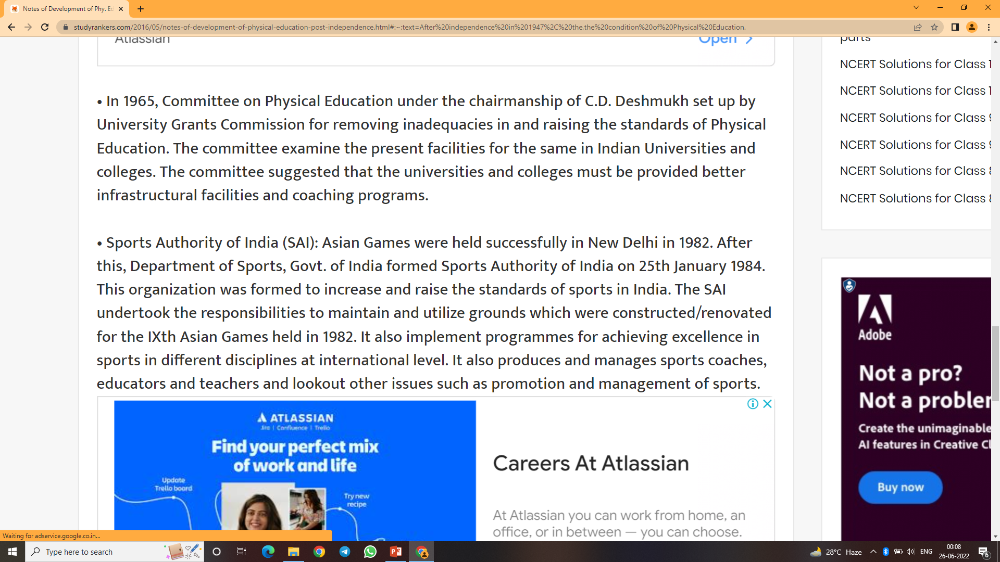 Notes of Development of Phy. Ed
studyrankers.com/2016/05/notes-of-development-of-physical-education-post-independence.html#:~:text=After%20independence%20in%201947%2C%20the,the%20condition%20of%20Physical%20Education.
Atlassian
Open
parts
NCERT Solutions for Class 1
NCERT Solutions for Class 1
NCERT Solutions for Class 9
NCERT Solutions for Class 9
NCERT Solutions for Class 8
NCERT Solutions for Class 8
• In 1965, Committee on Physical Education under the chairmanship of C.D. Deshmukh set up by
University Grants Commission for removing inadequacies in and raising the standards of Physical
Education. The committee examine the present facilities for the same in Indian Universities and
colleges. The committee suggested that the universities and colleges must be provided better
infrastructural facilities and coaching programs.
• Sports Authority of India (SAI): Asian Games were held successfully in New Delhi in 1982. After
this, Department of Sports, Govt. of India formed Sports Authority of India on 25th January 1984.
This organization was formed to increase and raise the standards of sports in India. The SAI
undertook the responsibilities to maintain and utilize grounds which were constructed/renovated
for the IXth Asian Games held in 1982. It also implement programmes for achieving excellence in
sports in different disciplines at international level. It also produces and manages sports coaches,
educators and teachers and lookout other issues such as promotion and management of sports.
ATLASSIAN
Jira | Confluence | Trello
Find your perfect mix
of work and life
Update
Trello board
Try new
recipe
Careers At Atlassian
At Atlassian you can work from home, an
office, or in between — you can choose.
Adobe
Not a pro?
Not a problem
Create the unimaginable
AI features in Creative Cl
Buy now
Waiting for adservice.google.co.in...
Type here to search
28°C Haze
ENG
00:08
26-06-2022
6